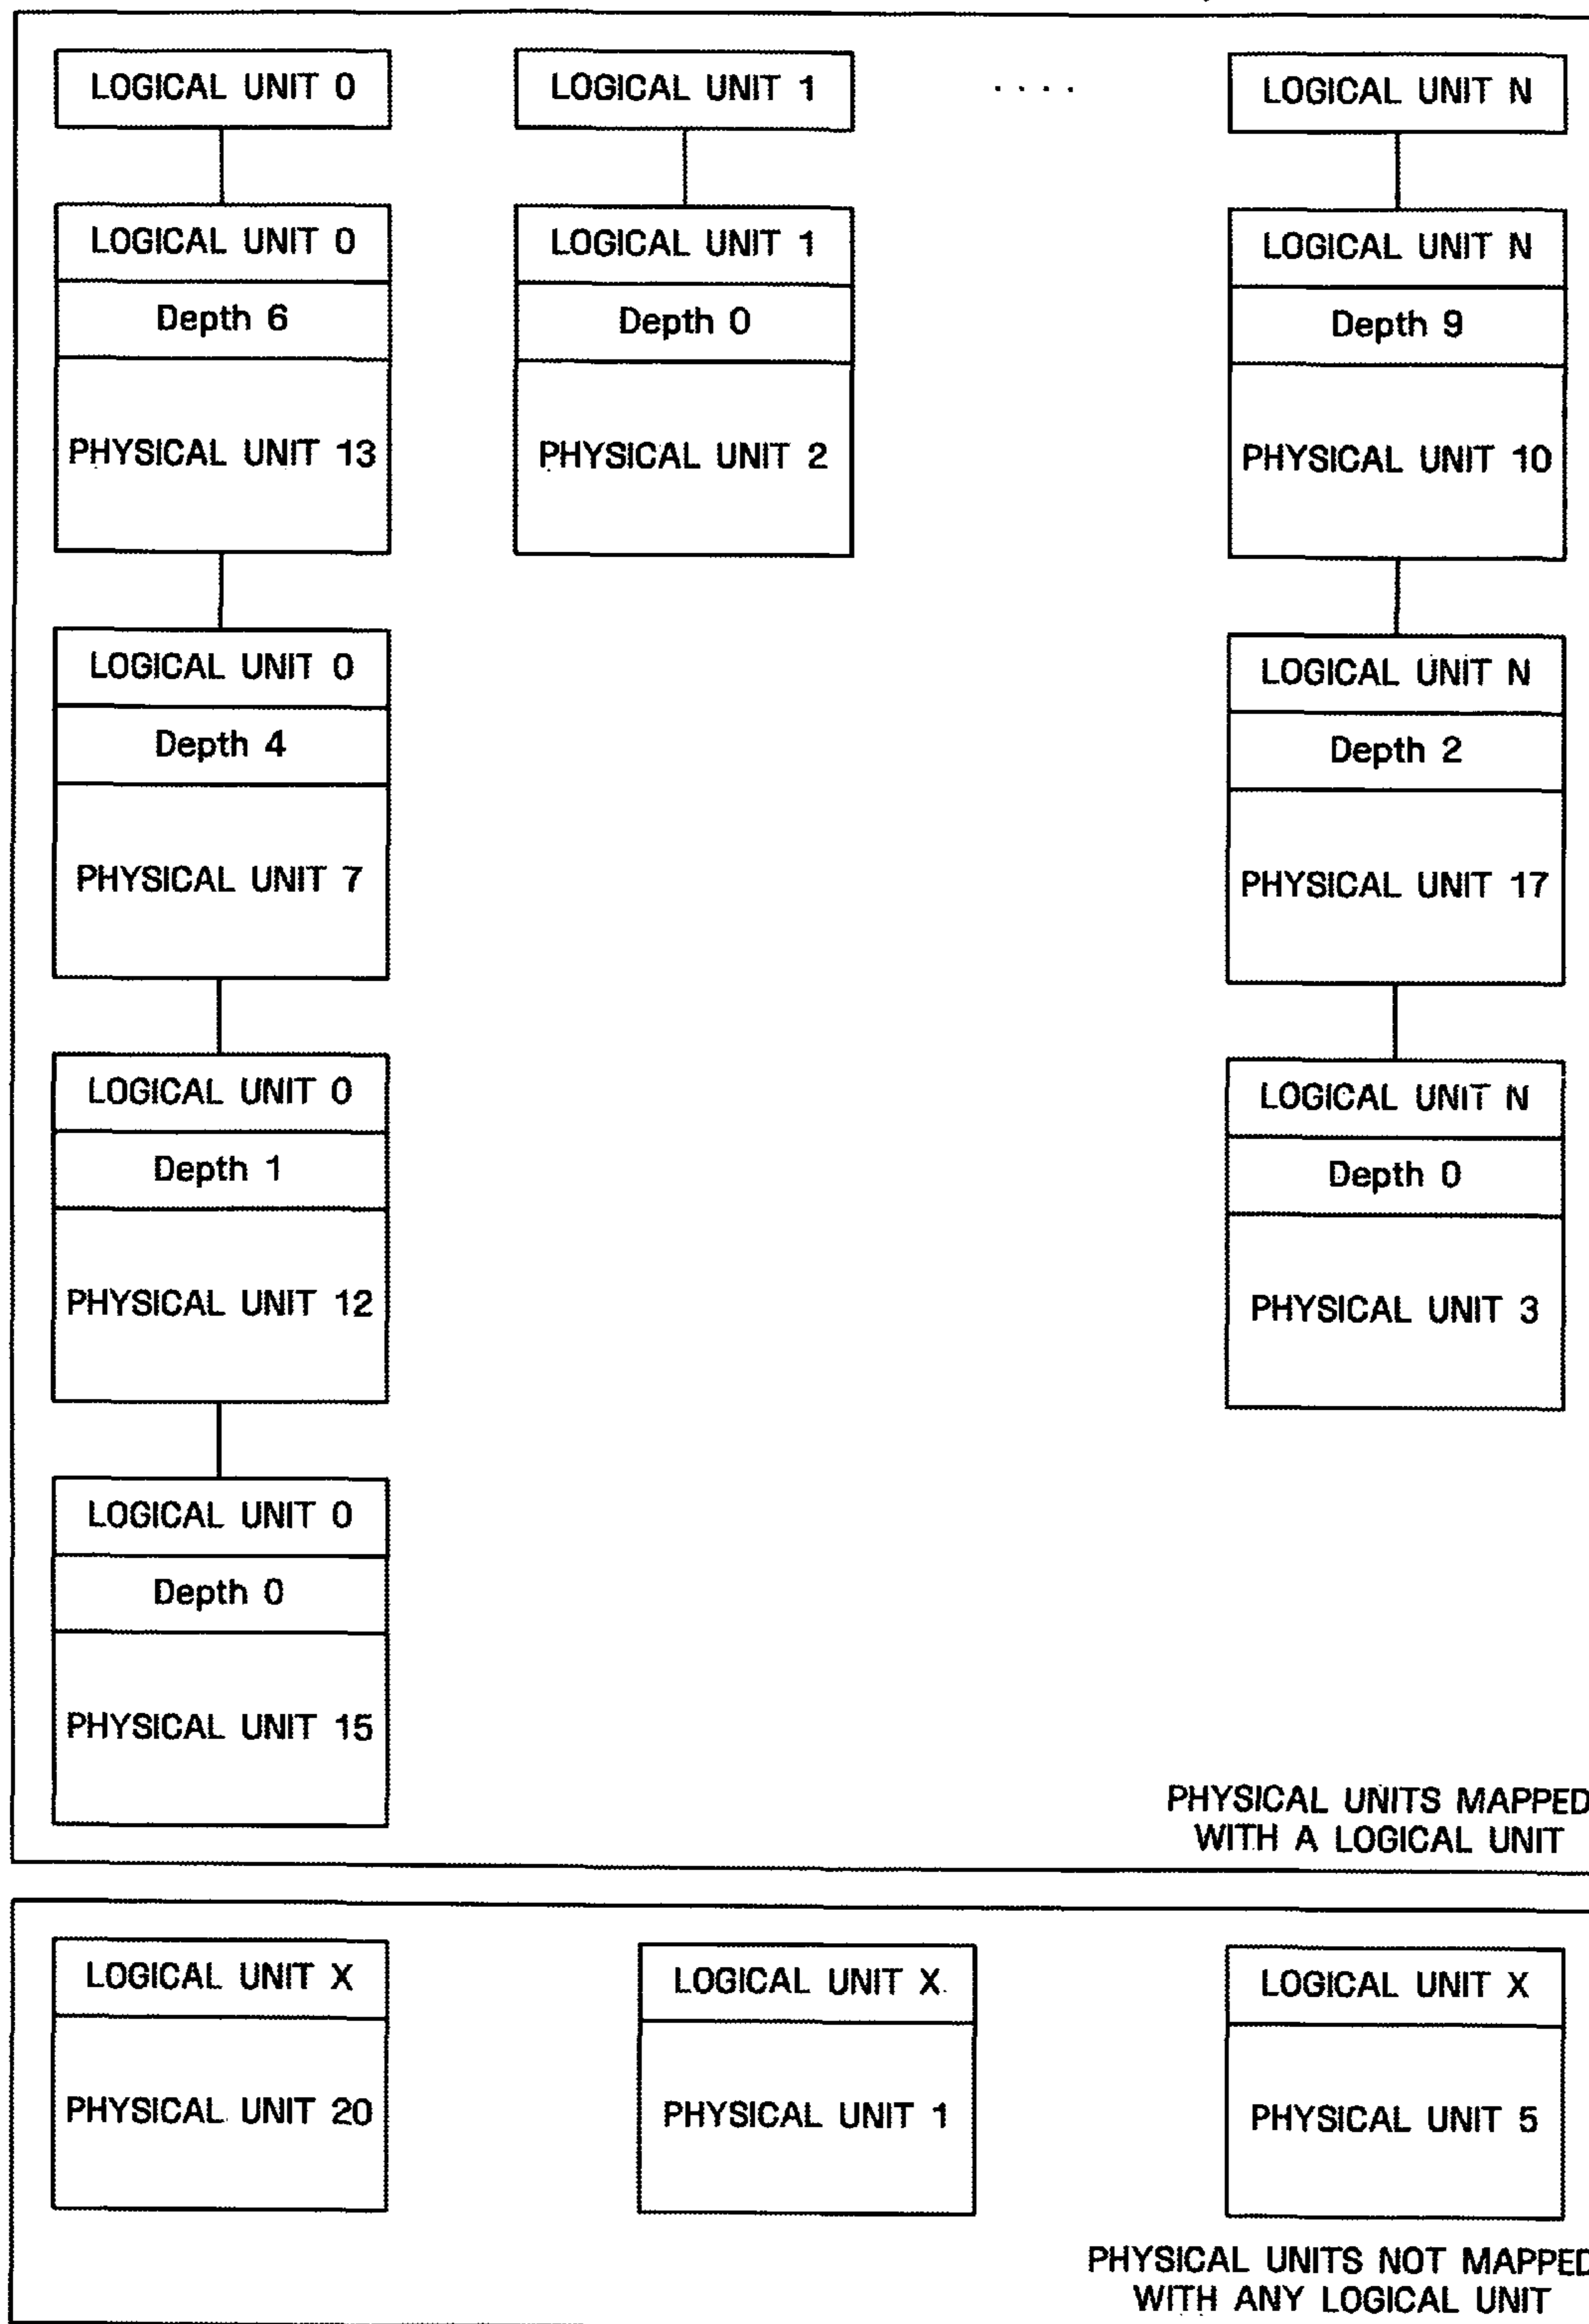 LOGICAL UNIT 0
LOGICAL UNIT 1
. . . .
LOGICAL UNIT N
LOGICAL UNIT 0
Depth 6
PHYSICAL UNIT 13
LOGICAL UNIT 1
Depth 0
PHYSICAL UNIT 2
LOGICAL UNIT N
Depth 9
PHYSICAL UNIT 10
LOGICAL UNIT 0
Depth 4
PHYSICAL UNIT 7
LOGICAL UNIT N
Depth 2
PHYSICAL UNIT 17
LOGICAL UNIT 0
Depth 1
PHYSICAL UNIT 12
LOGICAL UNIT N
Depth 0
PHYSICAL UNIT 3
LOGICAL UNIT 0
Depth 0
PHYSICAL UNIT 15
PHYSICAL UNITS MAPPED
WITH A LOGICAL UNIT
LOGICAL UNIT X
PHYSICAL UNIT 20
LOGICAL UNIT X
PHYSICAL UNIT 1
LOGICAL UNIT X
PHYSICAL UNIT 5
PHYSICAL UNITS NOT MAPPED
WITH ANY LOGICAL UNIT